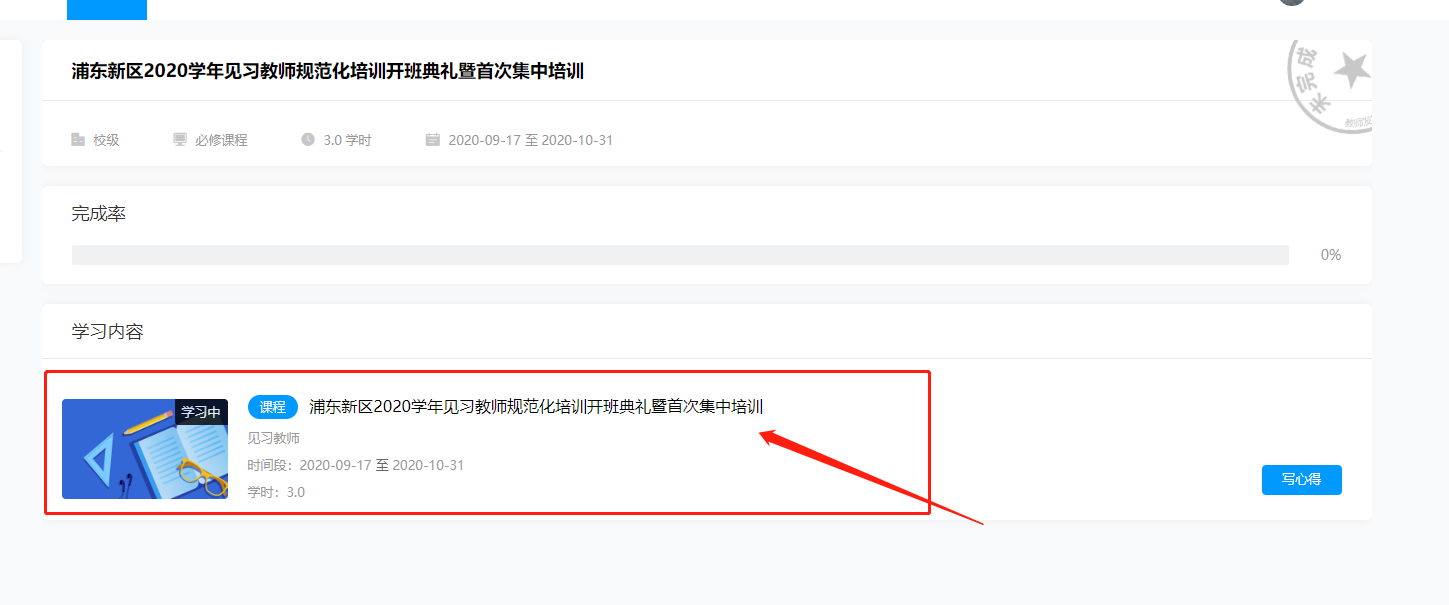 浦东新区2020学年见习教师规范化培训开班典礼暨首次集中培训
未完成
校级 必修课程 3.0 学时 2020-09-17 至 2020-10-31
完成率
0%
学习内容
学习中
课程 浦东新区2020学年见习教师规范化培训开班典礼暨首次集中培训
见习教师
时间段：2020-09-17 至 2020-10-31
学时：3.0
写心得